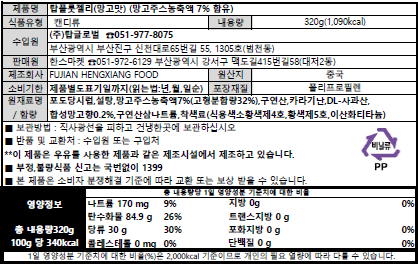 제품명 탑플룻젤리(망고맛) (망고주스농축액 7% 함유)
식품유형 캔디류 내용량 320g(1,090kcal)
수입원 (주)탑글로벌 ☎051-977-8075
부산광역시 부산진구 신천대로65번길 55, 1305호(범천동)
판매원 한스마켓 ☎051-972-6129 부산광역시 강서구 맥도길415번길58(대저2동)
제조회사 FUJIAN HENGXIANG FOOD 원산지 중국
소비기한 제품별도표기일까지(읽는법:년,월,일순) 포장재질 폴리프로필렌
원재료명 / 함량 포도당시럽,설탕,망고주스농축액7%(고형분함량32%),구연산,카라기난,DL-사과산,
합성망고향0.2%,구연산삼나트륨,착색료(식용색소황색제4호,황색제5호,이산화티타늄)
■ 보관방법 : 직사광선을 피하고 건냉한곳에 보관하십시오
■ 반품 및 교환처 : 수입원 또는 구입처
**이 제품은 우유를 사용한 제품과 같은 제조시설에서 제조하고 있습니다.
■ 부정,불량식품 신고는 국번없이 1399
■ 본 제품은 소비자 분쟁해결 기준에 따라 교환 또는 보상 받을 수 있습니다.
비닐류
PP
영양정보
총 내용량320g
100g 당 340kcal
총 내용량당 1일 영양성분 기준치에 대한 비율
나트륨 170 mg 9% 지방 0g 0%
탄수화물 84.9 g 26% 트랜스지방 0 g
당류 30 g 30% 포화지방 0 g 0%
콜레스테롤 0 mg 0% 단백질 0 g 0%
1일 영양성분 기준치에 대한 비율(%)은 2,000kcal 기준이므로 개인의 필요 열량에 따라 다를 수 있습니다.